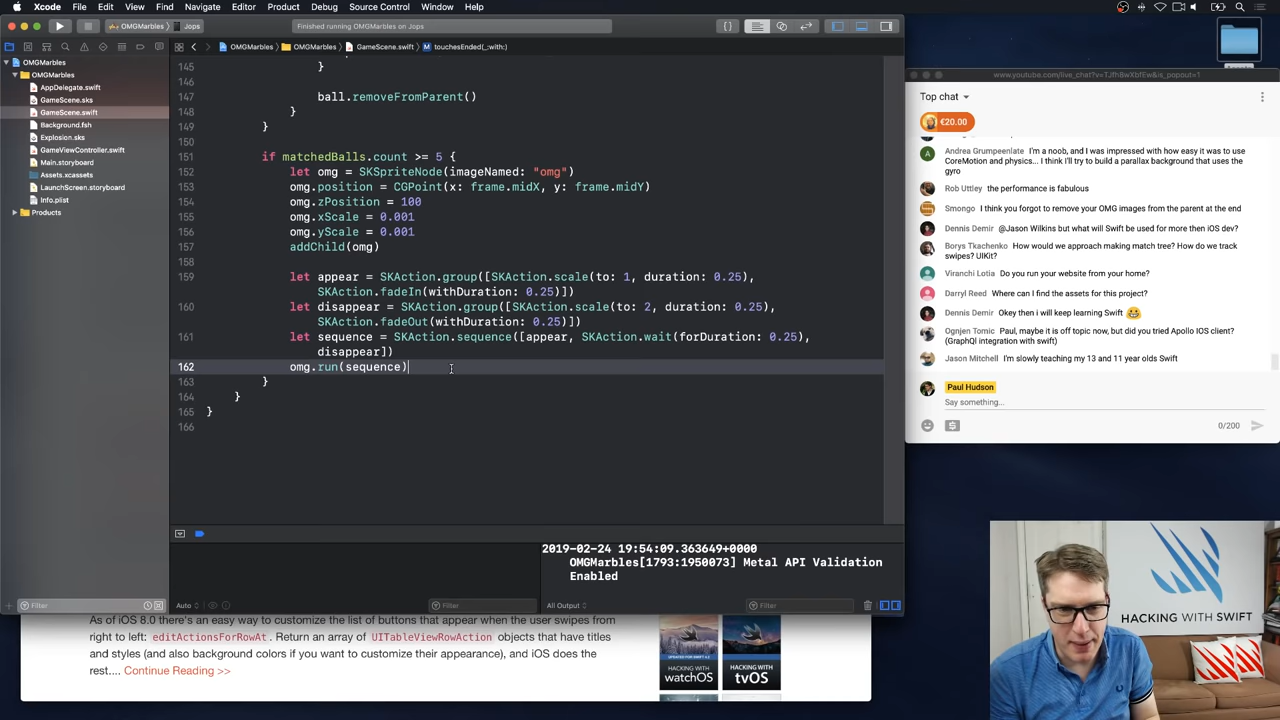 Xcode File Edit View Find Navigate Editor Product Debug Source Control Window Help
OMGMarbles Jops
Finished running OMGMarbles on Jops
OMGMarbles OMGMarbles GameScene.swift M touchesEnded(_:with:)
OMGMarbles
OMGMarbles
AppDelegate.swift
GameScene.sks
GameScene.swift
Background.fsh
Explosion.sks
GameViewController.swift
Main.storyboard
Assets.xcassets
LaunchScreen.storyboard
Info.plist
Products
Filter
145
146 }
147 ball.removeFromParent()
148 }
149 }
150
151 if matchedBalls.count >= 5 {
152 let omg = SKSpriteNode(imageNamed: "omg")
153 omg.position = CGPoint(x: frame.midX, y: frame.midY)
154 omg.zPosition = 100
155 omg.xScale = 0.001
156 omg.yScale = 0.001
157 addChild(omg)
158
159 let appear = SKAction.group([SKAction.scale(to: 1, duration: 0.25),
SKAction.fadeIn(withDuration: 0.25)])
160 let disappear = SKAction.group([SKAction.scale(to: 2, duration: 0.25),
SKAction.fadeOut(withDuration: 0.25)])
161 let sequence = SKAction.sequence([appear, SKAction.wait(forDuration: 0.25),
disappear])
162 omg.run(sequence)
163 }
164 }
165 }
166
Auto
Filter
2019-02-24 19:54:09.363649+0000
OMGMarbles[1793:1950073] Metal API Validation
Enabled
All Output
Filter
As of iOS 8.0 there's an easy way to customize the list of buttons that appear when the user swipes from
right to left: editActionsForRowAt. Return an array of UITableViewRowAction objects that have titles
and styles (and also background colors if you want to customize their appearance), and iOS does the
rest.... Continue Reading >>
HACKING WITH
watchOS
HACKING WITH
tvOS
www.youtube.com/live_chat?v=TJfhBwXbfEw&is_popout=1
Top chat
€20.00
Andrea Grumpeenlate I'm a noob, and I was impressed with how easy it was to use
CoreMotion and physics... I think I'll try to build a parallax background that uses the
gyro
Rob Uttley the performance is fabulous
Smongo I think you forgot to remove your OMG images from the parent at the end
Dennis Demir @Jason Wilkins but what will Swift be used for more then iOS dev?
Borys Tkachenko How would we approach making match tree? How do we track
swipes? UIKit?
Viranchi Lotia Do you run your website from your home?
Darryl Reed Where can I find the assets for this project?
Dennis Demir Okey then i will keep learning Swift
Ognjen Tomic Paul, maybe it is off topic now, but did you tried Apollo IOS client?
(GraphQl integration with swift)
Jason Mitchell I'm slowly teaching my 13 and 11 year olds Swift
Paul Hudson
Say something...
0/200
HACKING WITH SWIFT